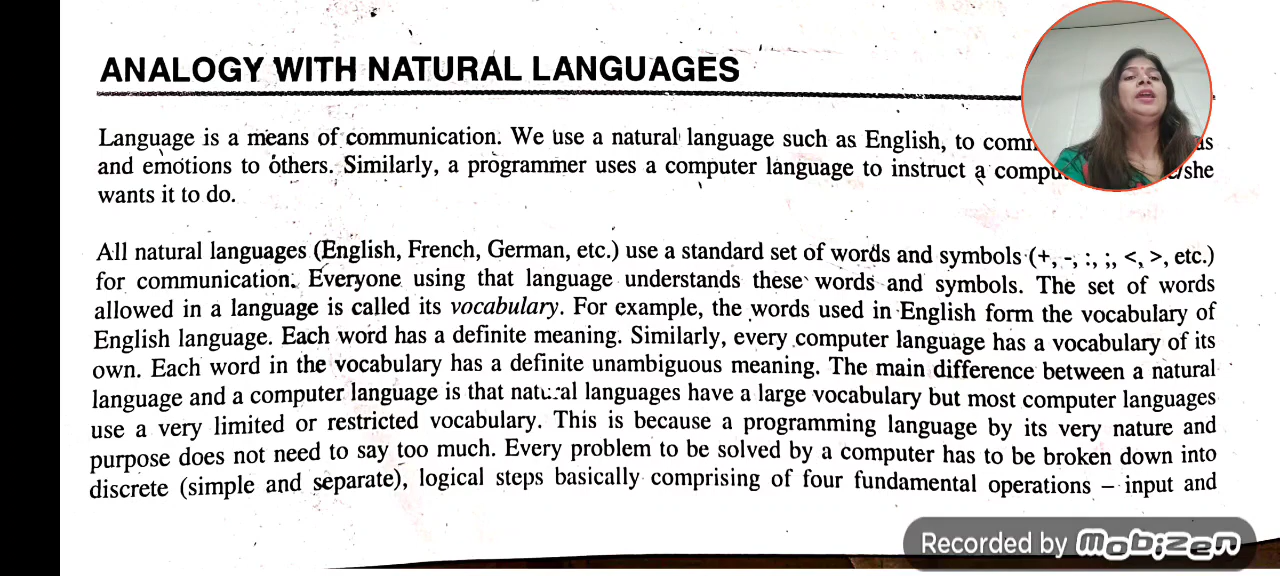 ANALOGY WITH NATURAL LANGUAGES
Language is a means of communication. We use a natural language such as English, to
and emotions to others. Similarly, a programmer uses a computer language to instruct a /she
wants it to do.
All natural languages (English, French, German, etc.) use a standard set of words and symbols (+, -, :, ;, <, >, etc.)
for communication. Everyone using that language understands these words and symbols. The set of words
allowed in a language is called its vocabulary. For example, the words used in English form the vocabulary of
English language. Each word has a definite meaning. Similarly, every computer language has a vocabulary of its
own. Each word in the vocabulary has a definite unambiguous meaning. The main difference between a natural
language and a computer language is that natural languages have a large vocabulary but most computer languages
use a very limited or restricted vocabulary. This is because a programming language by its very nature and
purpose does not need to say too much. Every problem to be solved by a computer has to be broken down into
discrete (simple and separate), logical steps basically comprising of four fundamental operations – input and
Recorded by Mobizen